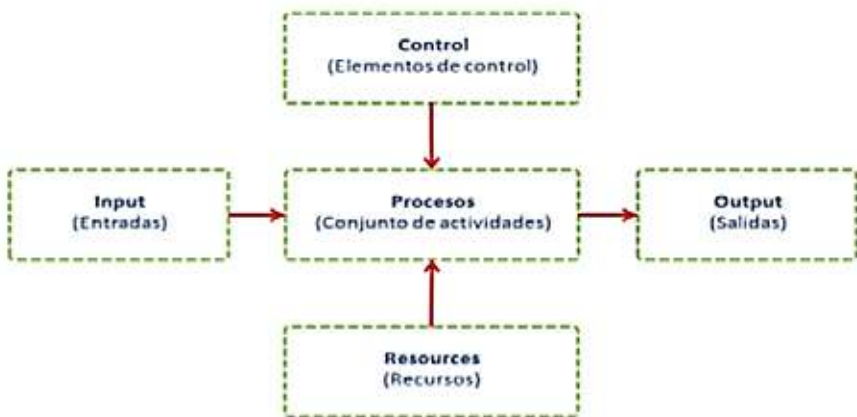 Control
(Elementos de control)
Input
(Entradas)
Procesos
(Conjunto de actividades)
Output
(Salidas)
Resources
(Recursos)